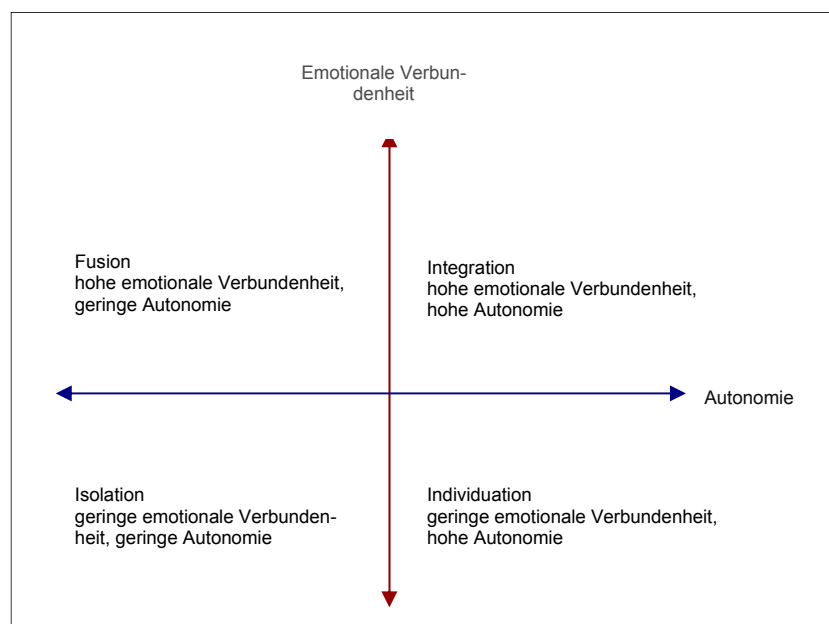 Emotionale Verbun-
denheit
Fusion
hohe emotionale Verbundenheit,
geringe Autonomie
Integration
hohe emotionale Verbundenheit,
hohe Autonomie
Autonomie
Isolation
geringe emotionale Verbunden-
heit, geringe Autonomie
Individuation
geringe emotionale Verbundenheit,
hohe Autonomie